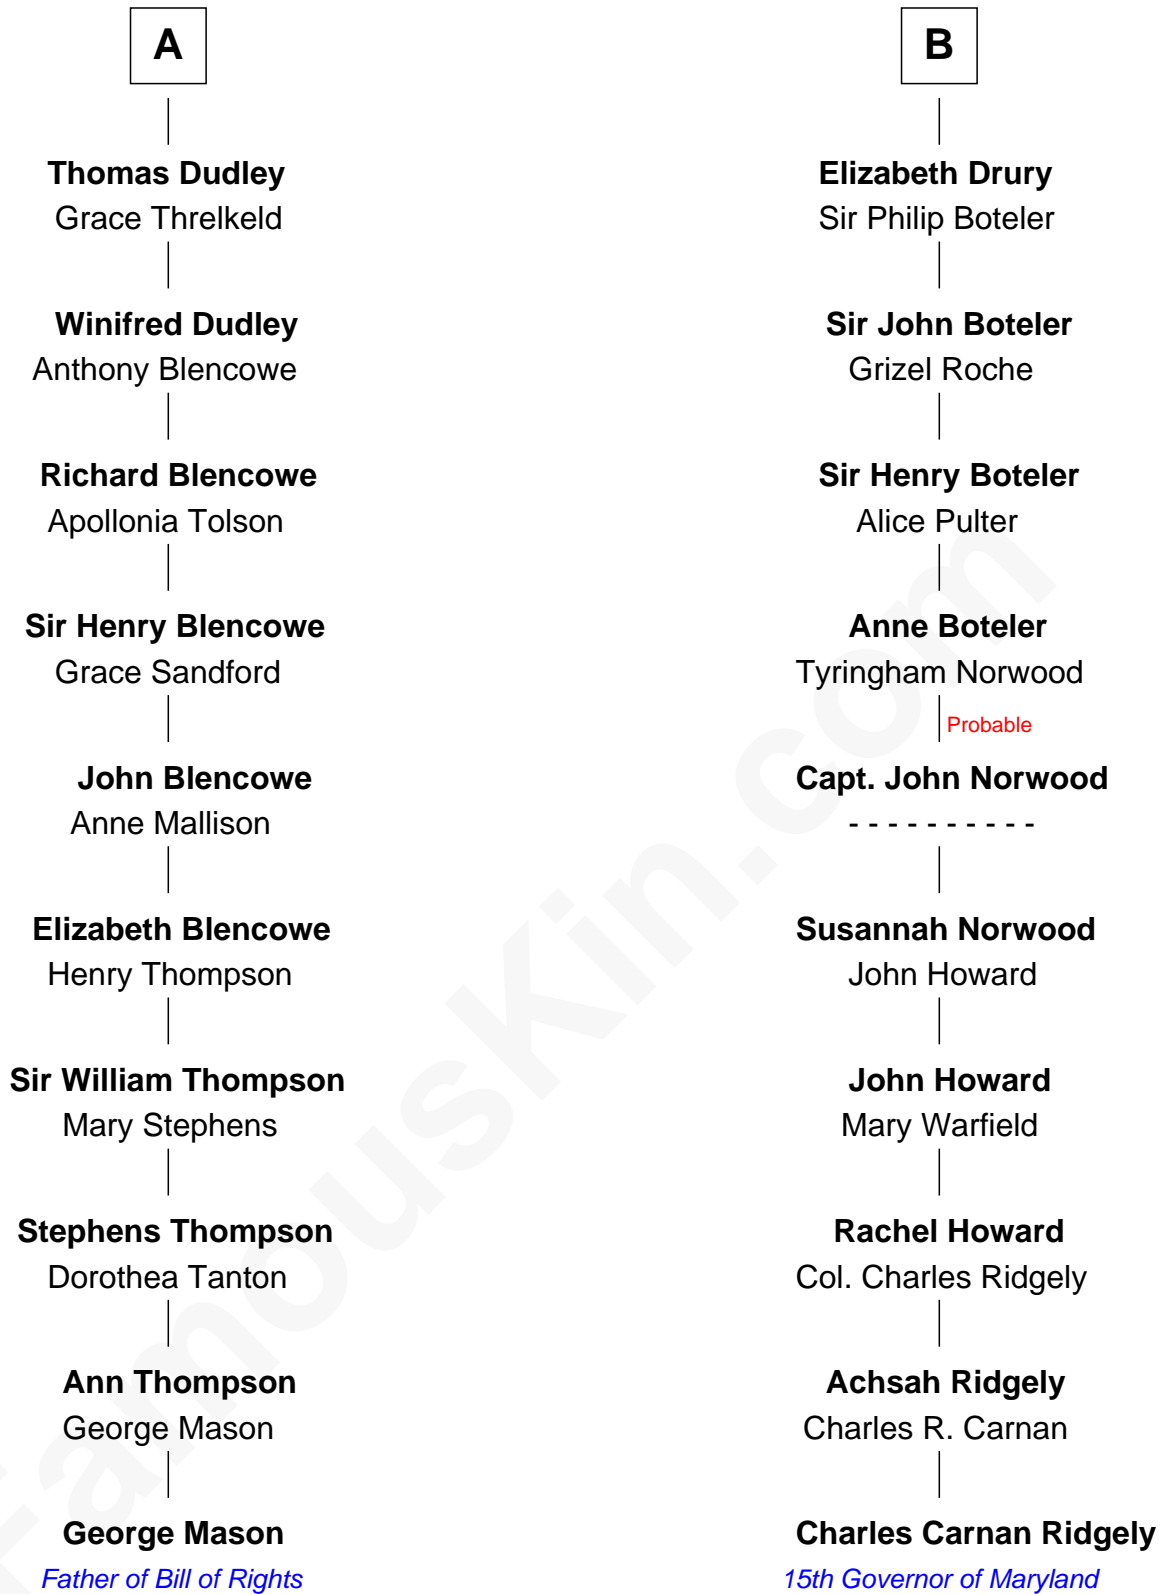 A
Thomas Dudley
Grace Threlkeld
Winifred Dudley
Anthony Blencowe
Richard Blencowe
Apollonia Tolson
Sir Henry Blencowe
Grace Sandford
John Blencowe
Anne Mallison
Elizabeth Blencowe
Henry Thompson
Sir William Thompson
Mary Stephens
Stephens Thompson
Dorothea Tanton
Ann Thompson
George Mason
George Mason
Father of Bill of Rights
B
Elizabeth Drury
Sir Philip Boteler
Sir John Boteler
Grizel Roche
Sir Henry Boteler
Alice Pulter
Anne Boteler
Tyringham Norwood
Probable
Capt. John Norwood
- - - - - - - - - -
Susannah Norwood
John Howard
John Howard
Mary Warfield
Rachel Howard
Col. Charles Ridgely
Achsah Ridgely
Charles R. Carnan
Charles Carnan Ridgely
15th Governor of Maryland
FamousKin.com